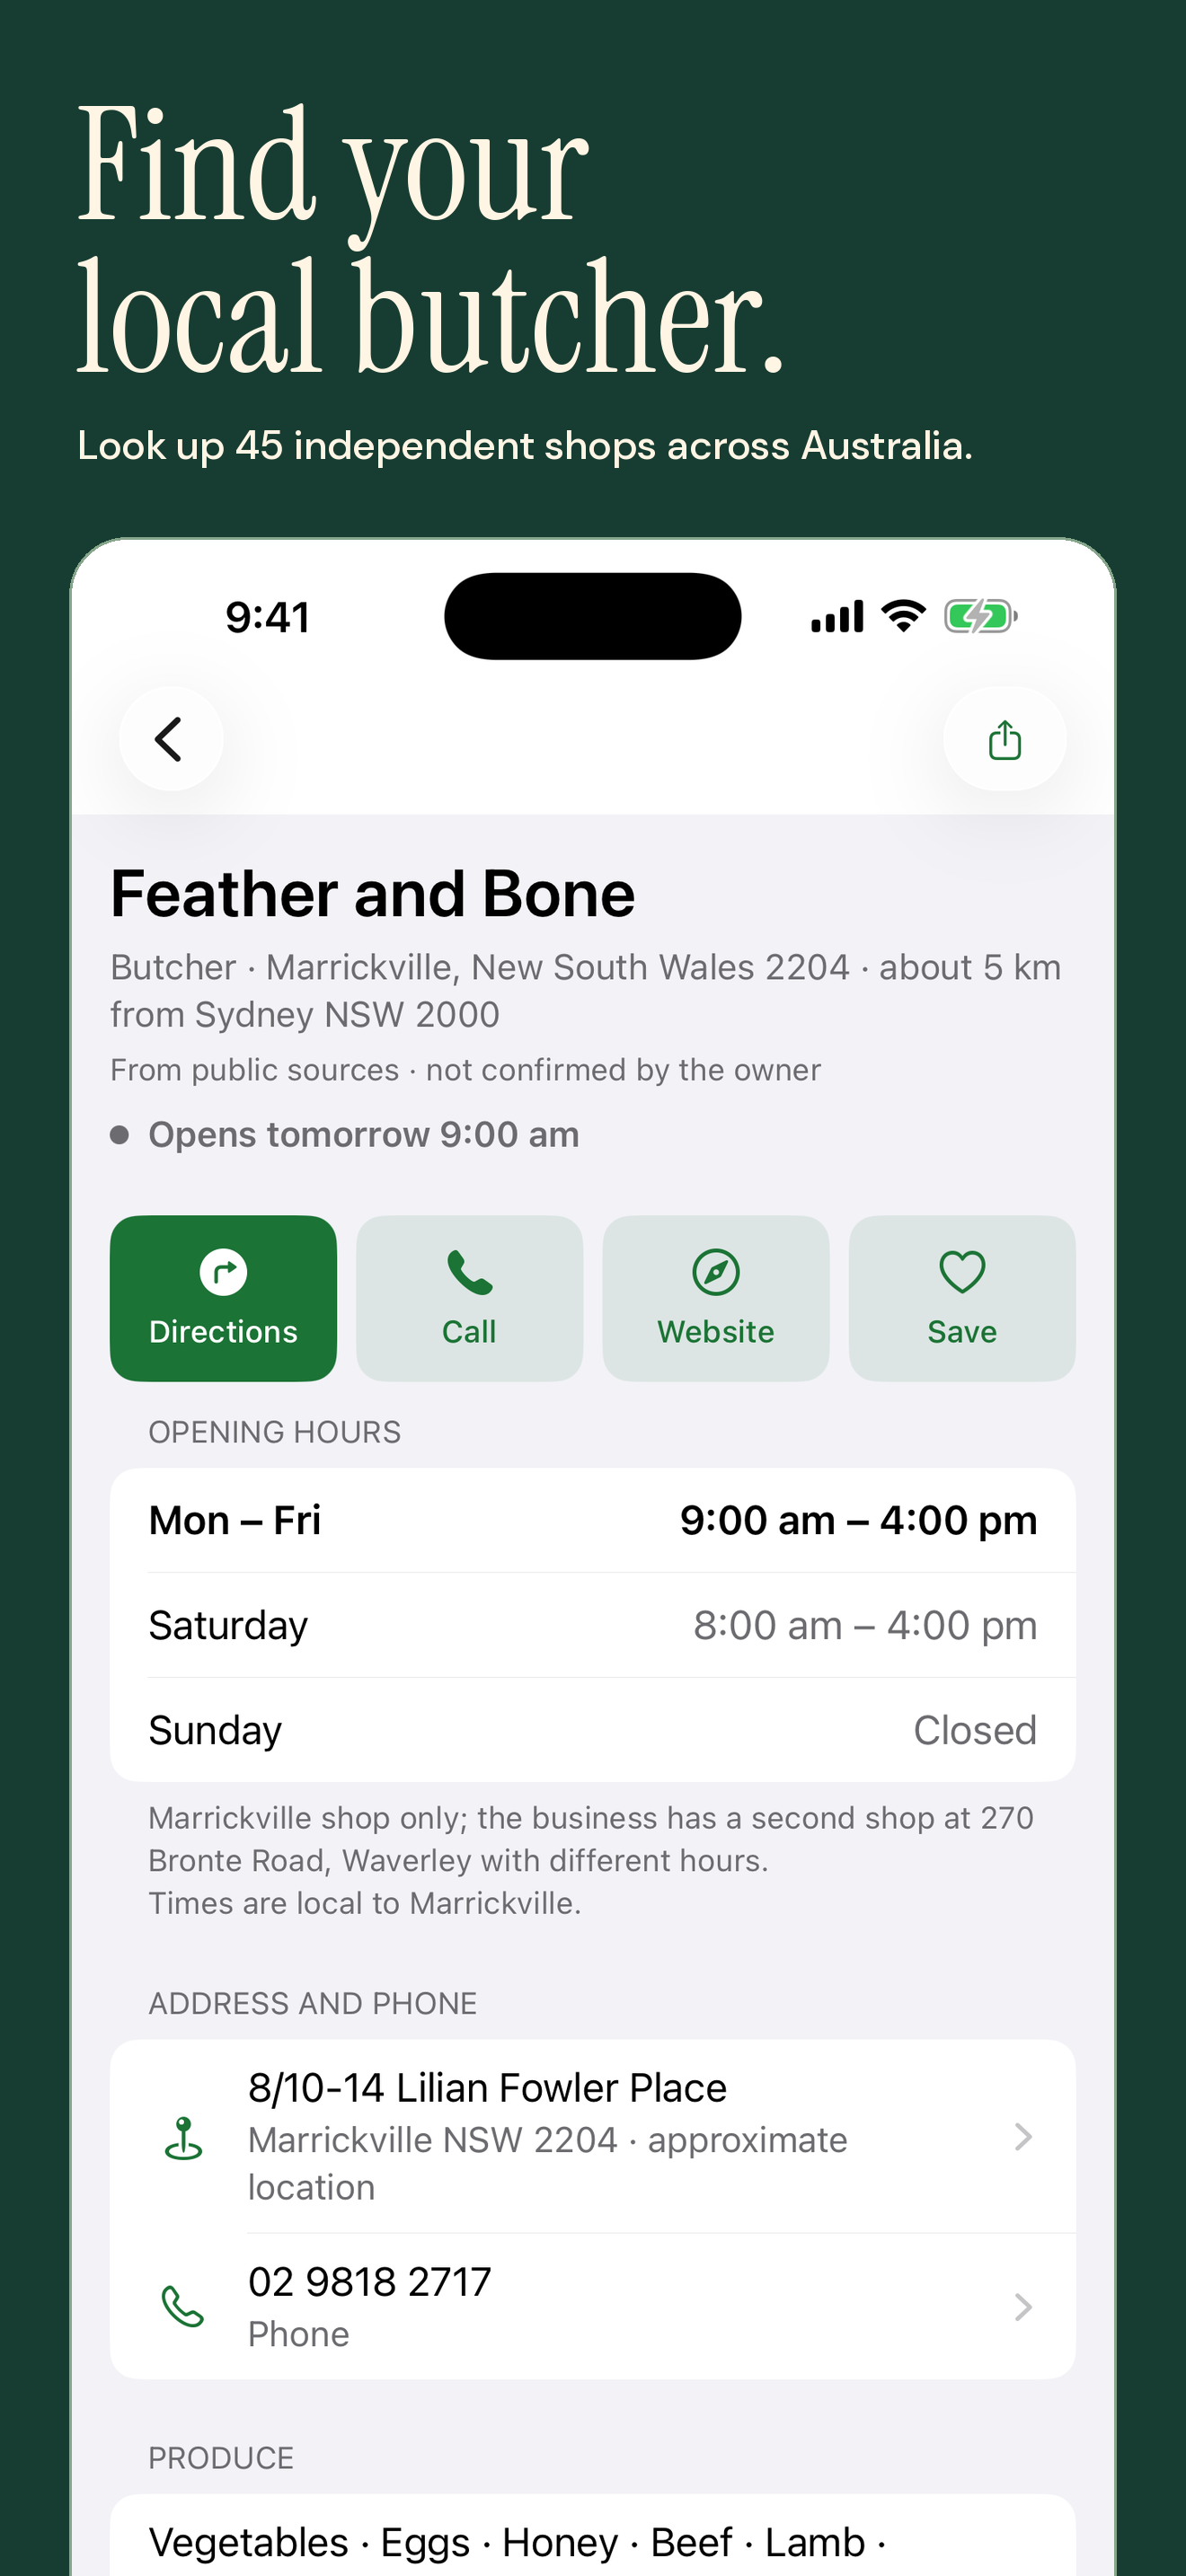 Find your
local butcher.
Look up 45 independent shops across Australia.
9:41
Feather and Bone
Butcher · Marrickville, New South Wales 2204 · about 5 km
from Sydney NSW 2000
From public sources · not confirmed by the owner
Opens tomorrow 9:00 am
Directions
Call
Website
Save
OPENING HOURS
Mon – Fri 9:00 am – 4:00 pm
Saturday 8:00 am – 4:00 pm
Sunday Closed
Marrickville shop only; the business has a second shop at 270
Bronte Road, Waverley with different hours.
Times are local to Marrickville.
ADDRESS AND PHONE
8/10-14 Lilian Fowler Place
Marrickville NSW 2204 · approximate
location
02 9818 2717
Phone
PRODUCE
Vegetables · Eggs · Honey · Beef · Lamb ·